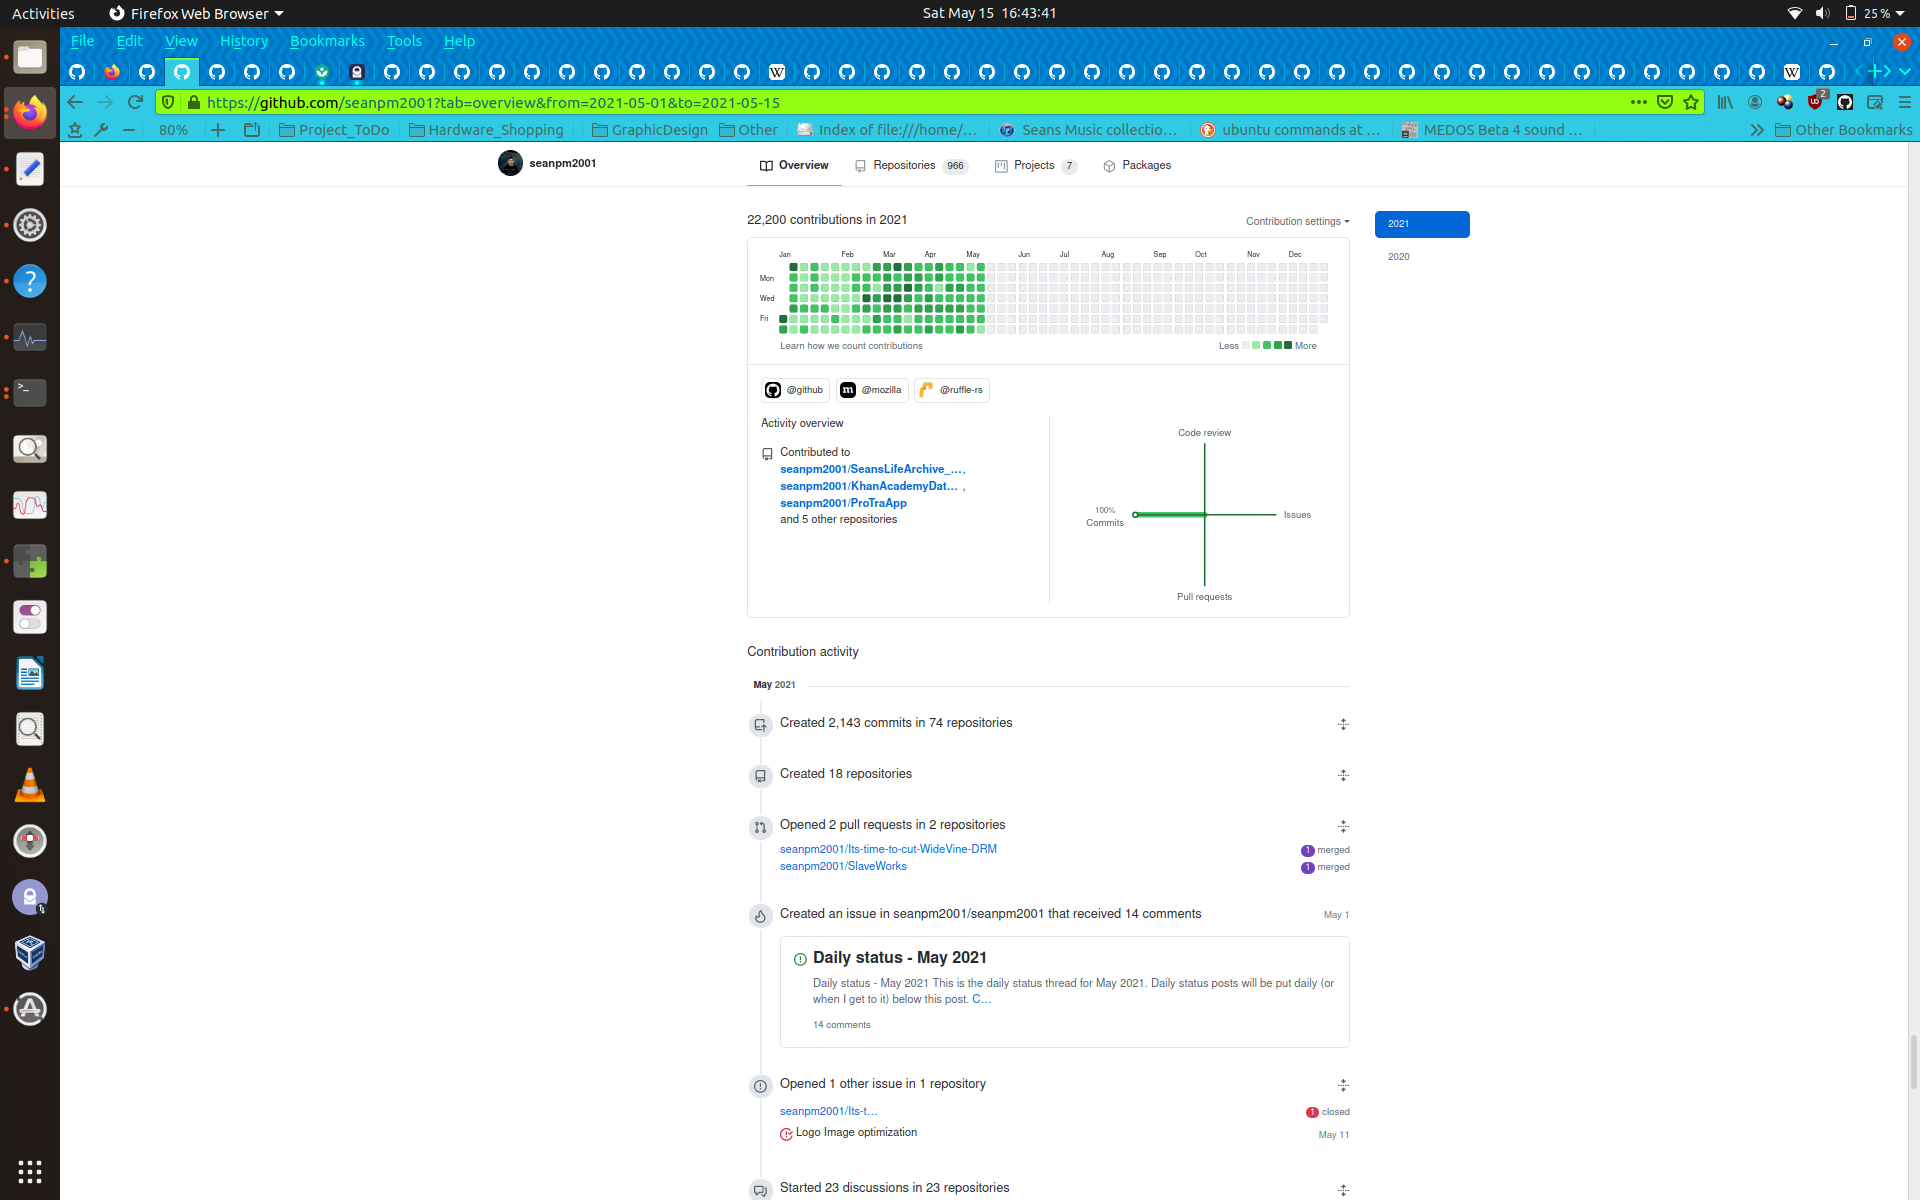 Activities
Firefox Web Browser
Sat May 15 16:43:41
25 %
File Edit View History Bookmarks Tools Help
W
W
https://github.com/seanpm2001?tab=overview&from=2021-05-01&to=2021-05-15
2
80%
Project_ToDo
Hardware_Shopping
GraphicDesign
Other
Index of file:///home/…
Seans Music collectio…
ubuntu commands at …
MEDOS Beta 4 sound …
Other Bookmarks
seanpm2001
Overview
Repositories 966
Projects 7
Packages
22,200 contributions in 2021
Contribution settings
2021
2020
Jan Feb Mar Apr May Jun Jul Aug Sep Oct Nov Dec
Mon
Wed
Fri
Learn how we count contributions
Less More
@github
m @mozilla
@ruffle-rs
Activity overview
Contributed to
seanpm2001/SeansLifeArchive_…,
seanpm2001/KhanAcademyDat… ,
seanpm2001/ProTraApp
and 5 other repositories
Code review
100%
Commits
Issues
Pull requests
Contribution activity
May 2021
Created 2,143 commits in 74 repositories
Created 18 repositories
Opened 2 pull requests in 2 repositories
seanpm2001/Its-time-to-cut-WideVine-DRM
1 merged
seanpm2001/SlaveWorks
1 merged
Created an issue in seanpm2001/seanpm2001 that received 14 comments
May 1
Daily status - May 2021
Daily status - May 2021 This is the daily status thread for May 2021. Daily status posts will be put daily (or
when I get to it) below this post. C…
14 comments
Opened 1 other issue in 1 repository
seanpm2001/Its-t…
1 closed
Logo Image optimization
May 11
Started 23 discussions in 23 repositories